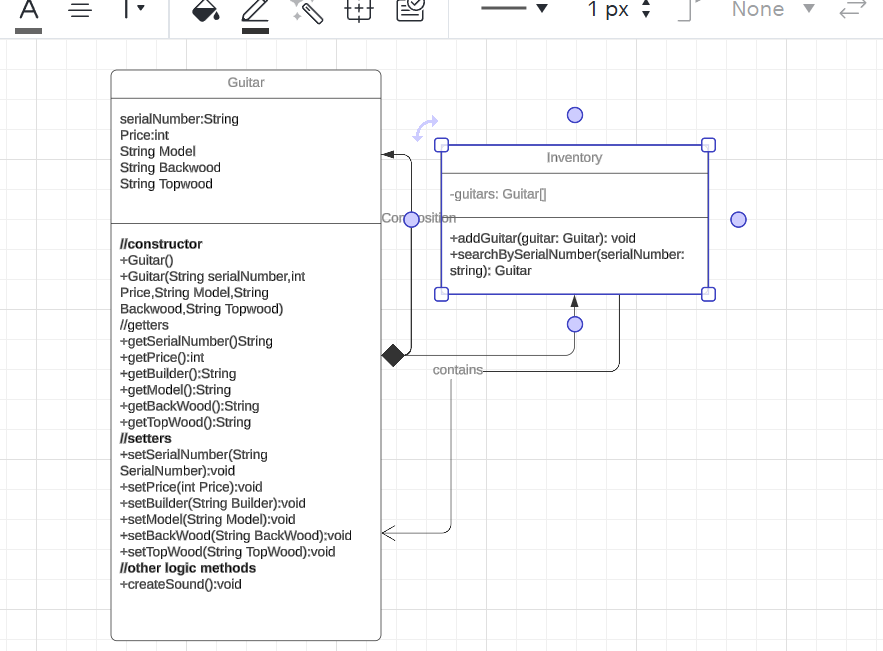 A T 1 px None
Guitar
serialNumber:String
Price:int
String Model
String Backwood
String Topwood
//constructor
+Guitar()
+Guitar(String serialNumber,int
Price,String Model,String
Backwood,String Topwood)
//getters
+getSerialNumber()String
+getPrice():int
+getBuilder():String
+getModel():String
+getBackWood():String
+getTopWood():String
//setters
+setSerialNumber(String
SerialNumber):void
+setPrice(int Price):void
+setBuilder(String Builder):void
+setModel(String Model):void
+setBackWood(String BackWood):void
+setTopWood(String TopWood):void
//other logic methods
+createSound():void
Composition
Inventory
-guitars: Guitar[]
+addGuitar(guitar: Guitar): void
+searchBySerialNumber(serialNumber:
string): Guitar
contains